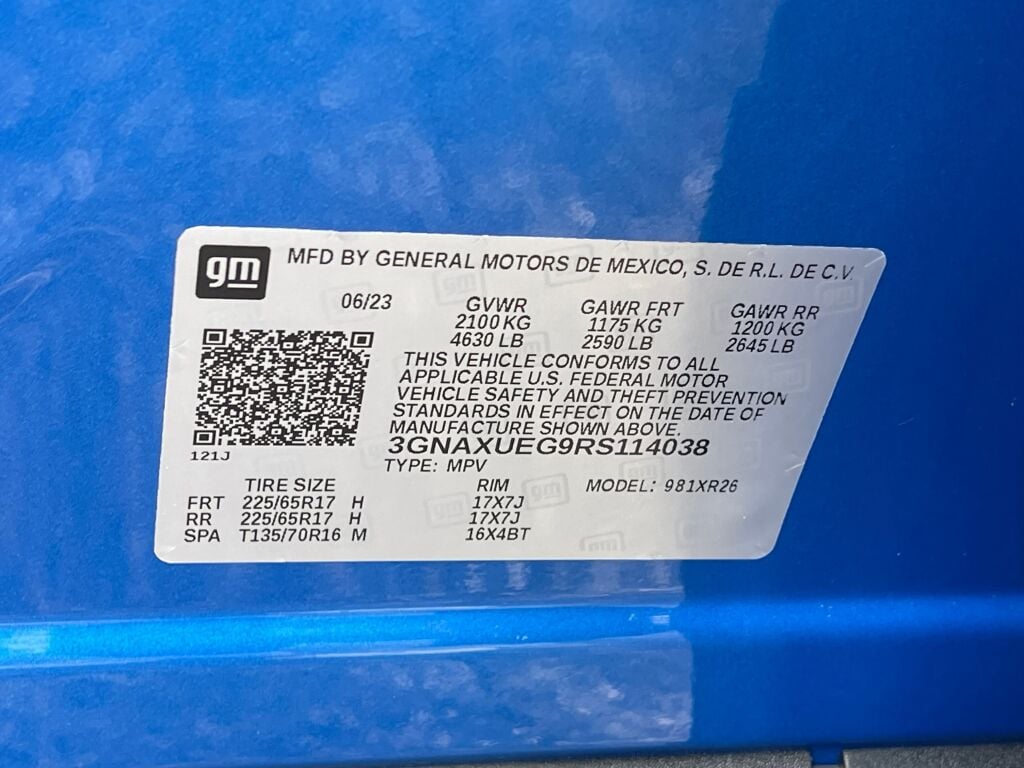 gm MFD BY GENERAL MOTORS DE MEXICO, S. DE R.L. DE C.V.
06/23 GVWR GAWR FRT GAWR RR
2100 KG 1175 KG 1200 KG
4630 LB 2590 LB 2645 LB
THIS VEHICLE CONFORMS TO ALL
APPLICABLE U.S. FEDERAL MOTOR
VEHICLE SAFETY AND THEFT PREVENTION
STANDARDS IN EFFECT ON THE DATE OF
MANUFACTURE SHOWN ABOVE.
121J
3GNAXUEG9RS114038
TYPE: MPV
TIRE SIZE RIM MODEL: 981XR26
FRT 225/65R17 H 17X7J
RR 225/65R17 H 17X7J
SPA T135/70R16 M 16X4BT